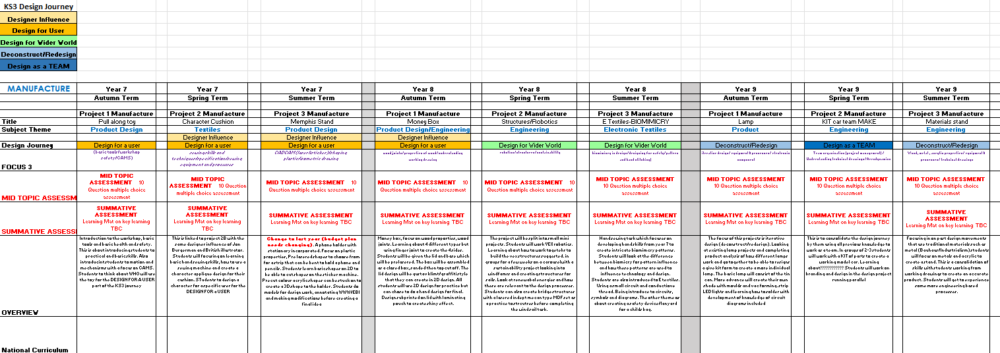 KS3 Design Journey
Designer Influence
Design for User
Design for Wider World
Deconstruct/Redesign
Design as a TEAM
MANUFACTURE Year 7 Year 7 Year 7 Year 8 Year 8 Year 8 Year 9 Year 9 Year 9
Autumn Term Spring Term Summer Term Autumn Term Spring Term Summer Term Autumn Term Spring Term Summer Term
Project 1 Manufacture Project 2 Manufacture Project 3 Manufacture Project 1 Manufacture Project 2 Manufacture Project 3 Manufacture Project 1 Manufacture Project 2 Manufacture Project 3 Manufacture
Title Pull along toy Character Cushion Memphis Stand Money Box Structures/Robotics E Textiles-BIOMIMICRY Lamp KIT car team MAKE Materials stand
Subject Theme Product Design Textiles Product Design Product Design/Engineering Engineering Electronic Textiles Product Engineering Engineering
Designer Influence Designer Influence Designer Influence
Design Journey Design for a user Design for a user Design for a user Design for a user Design for Wider World Design for Wider World Deconstruct/Redesign Design as a TEAM Deconstruct/Redesign
FOCUS 3
(basic tools/workshop
safety/CAMS)
sewing skills and
techniques/specification/sewing
equipment and processes
CADCAM (laser/sticker)/shaping
plastic/isometric drawing
wood joints/properties of wood/understanding
working drawing
robotics/structures/sustainability
biomimicry in design/designing for safety/pattern
and hand stitching)
iterative design/ equipment & processes/ electronic
component
Team organisation (project management) /
Understanding technical drawings/Aerodynamics
Wood, metal, acrylic properties/ equipment &
processes/ technical drawings
MID TOPIC ASSESSM
MID TOPIC
ASSESSMENT 10
Question multiple choice
assessment
MID TOPIC
ASSESSMENT 10 Question
multiple choice assessment
MID TOPIC ASSESSMENT 10
Question multiple choice assessment
MID TOPIC ASSESSMENT 10
Question multiple choice assessment
MID TOPIC ASSESSMENT 10
Question multiple choice assessment
MID TOPIC ASSESSMENT
10 Question multiple choice
assessment
MID TOPIC ASSESSMENT
10 Question multiple choice
assessment
MID TOPIC ASSESSMENT
10 Question multiple choice
assessment
MID TOPIC ASSESSMENT
10 Question multiple choice
assessment
SUMMATIVE ASSESS
SUMMATIVE
ASSESSMENT
Learning Mat on key learning
TBC
SUMMATIVE
ASSESSMENT
Learning Mat on key learning
TBC
SUMMATIVE ASSESSMENT
Learning Mat on key learning TBC
SUMMATIVE ASSESSMENT
Learning Mat on key learning TBC
SUMMATIVE ASSESSMENT
Learning Mat on key learning TBC
SUMMATIVE ASSESSMENT
Learning Mat on key learning TBC
SUMMATIVE ASSESSMENT
Learning Mat on key learning TBC
SUMMATIVE ASSESSMENT
Learning Mat on key learning TBC
SUMMATIVE
ASSESSMENT
Learning Mat on key learning TBC
OVERVIEW
Introduction to the workshop, basic
tools and basic health and safety.
This is about introducing students to
practical and basic skills. Also
introduct students to motion and
mechanisms with a focus on CAMS.
Students to think about WHO will use
the toy for the DESIGN FOR A USER
part of the KS3 journey
This is linked to project 2B with the
same designer influence of Jon
Burgerman and British illustrator.
Students will focusing on learning
basic hand sewing skills, how to use a
sewing machine and create a
character applique design for their
cushion. STudents to design a
character for a specific user for the
DESIGN for a USER
Change to last year (budget plan
needs changing). A phone holder with
stationery incorporated. Focus on plastic
properties, Pre lasered shapes to choose from
for a strip that can be bent to hold a phone and
pencils. Students learn basic shapes on 2D to
be able to cut shapes on the sticker machine.
Precut colour acrylic shapes can be stuck on to
create a 3D shape to the holder. Students do
model making for design work, annotating WWW/EBI
and making modifications before creating a
final idea
Money box, focus on wood properties, wood
joints. Learning about 4 different types but
using finger joint to create the 4 sides.
Students will be given the lid and bars which
will be prelasered. The box will be assembled
as a closed box, sanded then top cut off. The
lid design will be gustav klimt/graffiti style
that they can create in 2D design. All
students will use 2D design for practice but
can chose to do a hand design for final.
Design sub printed on lid with laminating
pouch to create shiny effect.
The project will be split into small mini
projects. Students will work VEX robotics.
Learning about how to work together to
build the vex structures suggested. in
groups for a few weeks on a carousel with a
sustainability project looking into
windfarms and creating structures for
sails. Look at renewable energies and how
these are relevant to the design processes.
Students can also create bridge structures
with a lasered indept mecan type MDF set as
a practice to structures before completing
the wind sail task.
Hand sewing task which focuses on
developing hand skills from year 7 to
create intricate biomicry patterns.
Students will look at the difference
between biomicry for pattern influence
and how these patterns are used to
influence technology and design.
Students are also introduced to E textiles.
Using a small circuit and conductive
thread. Being introduce to circuits,
symbols and diagrams. The other theme is
about creating a safety device/lanyard
for a childs bag.
The focus of this project is iterative
design (deconstruct/redesign). Looking
at existing lamp projects and completing
product analysis of how different lamps
work and go together to be able to resign
a give kit form to create a more individual
lamp. The basic lamp will consist of the tin
can. More advance will create their own
shade with moulds and vac forming, strip
LED lights and learning how to solder with
development of knowledge of circuit
diagrams included
This is to consalidate the design journey
by using all previous knowledge to
work as a team. In groups of 2-3 students
will work with a KIT of parts to create a
working model car. Learning
about???????????? Students will work on
branding and design in the design project
running parallel
Focusing in on past design movements
that use traditional materials such as
metal (Bauhaus/Industrialism) students
will focus on metal and acrylic to
create a stand. This is a consalidation of
skills with students working from
working drawings to create an accurate
product. Students will get to experience
some more engineering based
processes.
National Curriculum